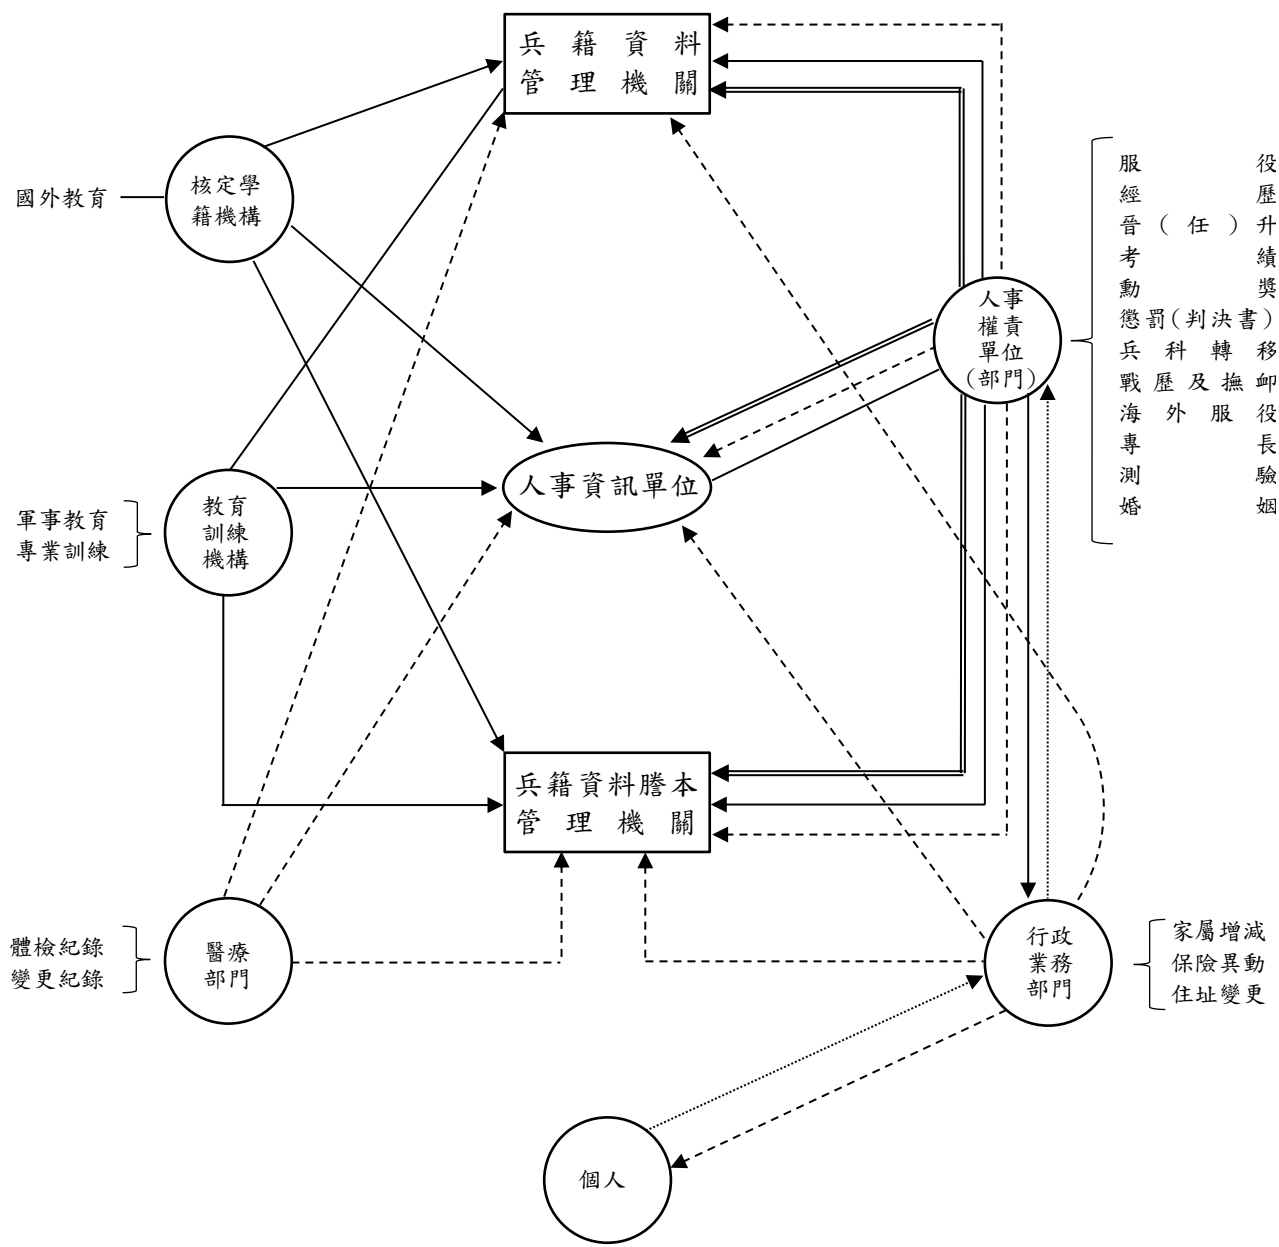 兵籍資料
管理機關
國外教育
核定學
籍機構
人事
權責
單位
(部門)
服役
經歷
晉(任)升
考績
勳獎
懲罰(判決書)
兵科轉移
戰歷及撫卹
海外服役
專長
測驗
婚姻
人事資訊單位
軍事教育
專業訓練
教育
訓練
機構
兵籍資料謄本
管理機關
體檢紀錄
變更紀錄
醫療
部門
行政
業務
部門
家屬增減
保險異動
住址變更
個人